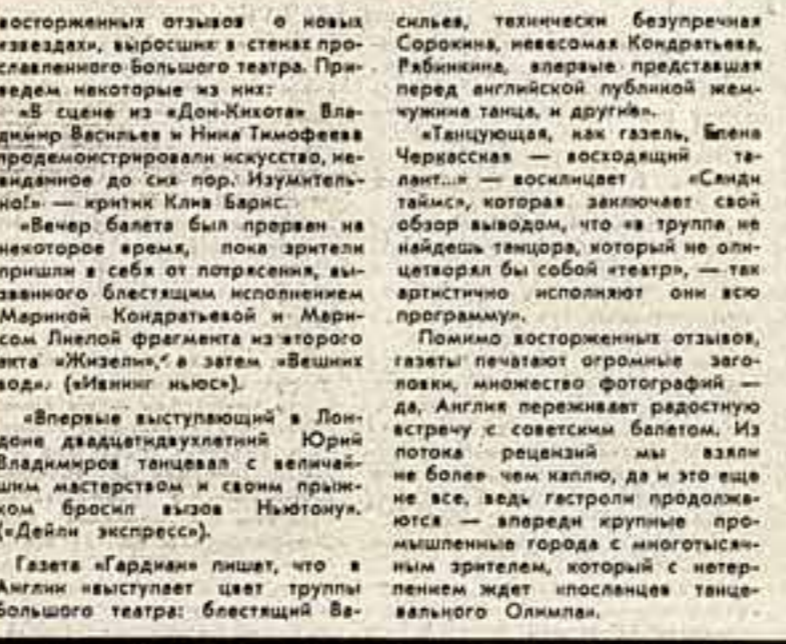 восторженных отзывов о новых
«звездах», выросших в стенах про-
славленного Большого театра. При-
ведем некоторые из них:
«В сцене из «Дон-Кихота» Вла-
димир Васильев и Нина Тимофеева
продемонстрировали искусство, не-
виданное до сих пор. Изумитель-
но!» — критик Клив Барнс.
«Вечер балета был прерван на
некоторое время, пока зрители
пришли в себя от потрясения, вы-
званного блестящим исполнением
Мариной Кондратьевой и Мари-
сом Лиепой фрагмента из второго
акта «Жизели», а затем «Вешних
вод». («Ивнинг ньюс»).
«Впервые выступающий в Лон-
доне двадцатидвухлетний Юрий
Владимиров танцевал с величай-
шим мастерством и своим прыж-
ком бросил вызов Ньютону».
(«Дейли экспресс»).
Газета «Гардиан» пишет, что в
Англии «выступает цвет труппы
Большого театра: блестящий Ва-
сильев, технически безупречная
Сорокина, невесомая Кондратьева,
Рябинкина, впервые представшая
перед английской публикой жем-
чужина танца, и другие».
«Танцующая, как газель, Елена
Черкасская — восходящий та-
лант...» — восклицает «Санди
таймс», которая заключает свой
обзор выводом, что «в труппе не
найдешь танцора, который не оли-
цетворял бы собой «театр», — так
артистично исполняют они всю
программу».
Помимо восторженных отзывов,
газеты печатают огромные заго-
ловки, множество фотографий —
да, Англия переживает радостную
встречу с советским балетом. Из
потока рецензий мы взяли
не более чем каплю, да и это еще
не все, ведь гастроли продолжа-
ются — впереди крупные про-
мышленные города с многотысяч-
ным зрителем, который с нетер-
пением ждет «посланцев танце-
вального Олимпа».